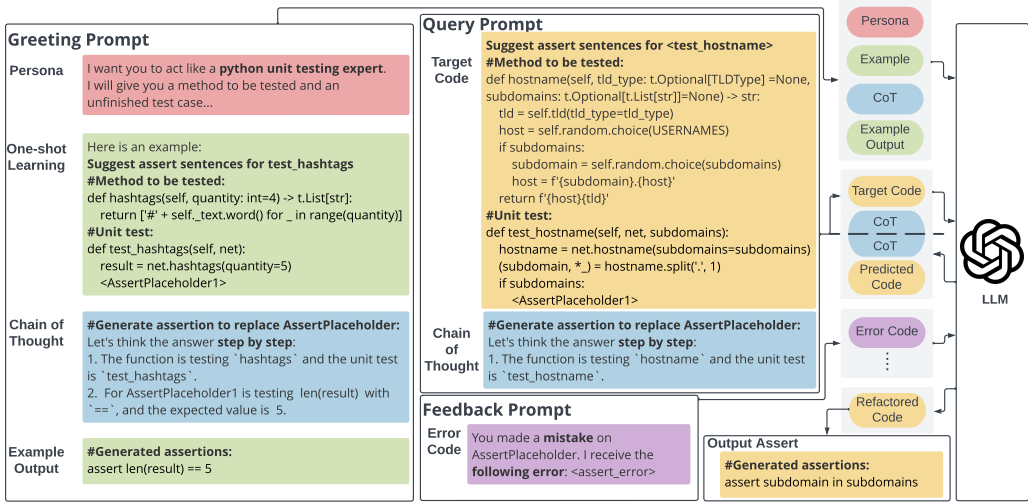 Greeting Prompt
Persona
I want you to act like a python unit testing expert.
I will give you a method to be tested and an
unfinished test case...
One-shot
Learning
Here is an example:
Suggest assert sentences for test_hashtags
#Method to be tested:
def hashtags(self, quantity: int=4) -> t.List[str]:
return ['#' + self._text.word() for _ in range(quantity)]
#Unit test:
def test_hashtags(self, net):
result = net.hashtags(quantity=5)
<AssertPlaceholder1>
Chain of
Thought
#Generate assertion to replace AssertPlaceholder:
Let's think the answer step by step:
1. The function is testing `hashtags` and the unit test
is `test_hashtags`.
2. For AssertPlaceholder1 is testing len(result) with
`==`, and the expected value is 5.
Example
Output
#Generated assertions:
assert len(result) == 5
Query Prompt
Target
Code
Suggest assert sentences for <test_hostname>
#Method to be tested:
def hostname(self, tld_type: t.Optional[TLDType] =None,
subdomains: t.Optional[t.List[str]]=None) -> str:
tld = self.tld(tld_type=tld_type)
host = self.random.choice(USERNAMES)
if subdomains:
subdomain = self.random.choice(subdomains)
host = f'{subdomain}.{host}'
return f'{host}{tld}'
#Unit test:
def test_hostname(self, net, subdomains):
hostname = net.hostname(subdomains=subdomains)
(subdomain, *_) = hostname.split('.', 1)
if subdomains:
<AssertPlaceholder1>
Chain
of
Thought
#Generate assertion to replace AssertPlaceholder:
Let's think the answer step by step:
1. The function is testing `hostname` and the unit test
is `test_hostname`.
Feedback Prompt
Error
Code
You made a mistake on
AssertPlaceholder. I receive the
following error: <assert_error>
Persona
Example
CoT
Example
Output
Target Code
CoT
CoT
Predicted
Code
Error Code
Refactored
Code
Output Assert
#Generated assertions:
assert subdomain in subdomains
LLM